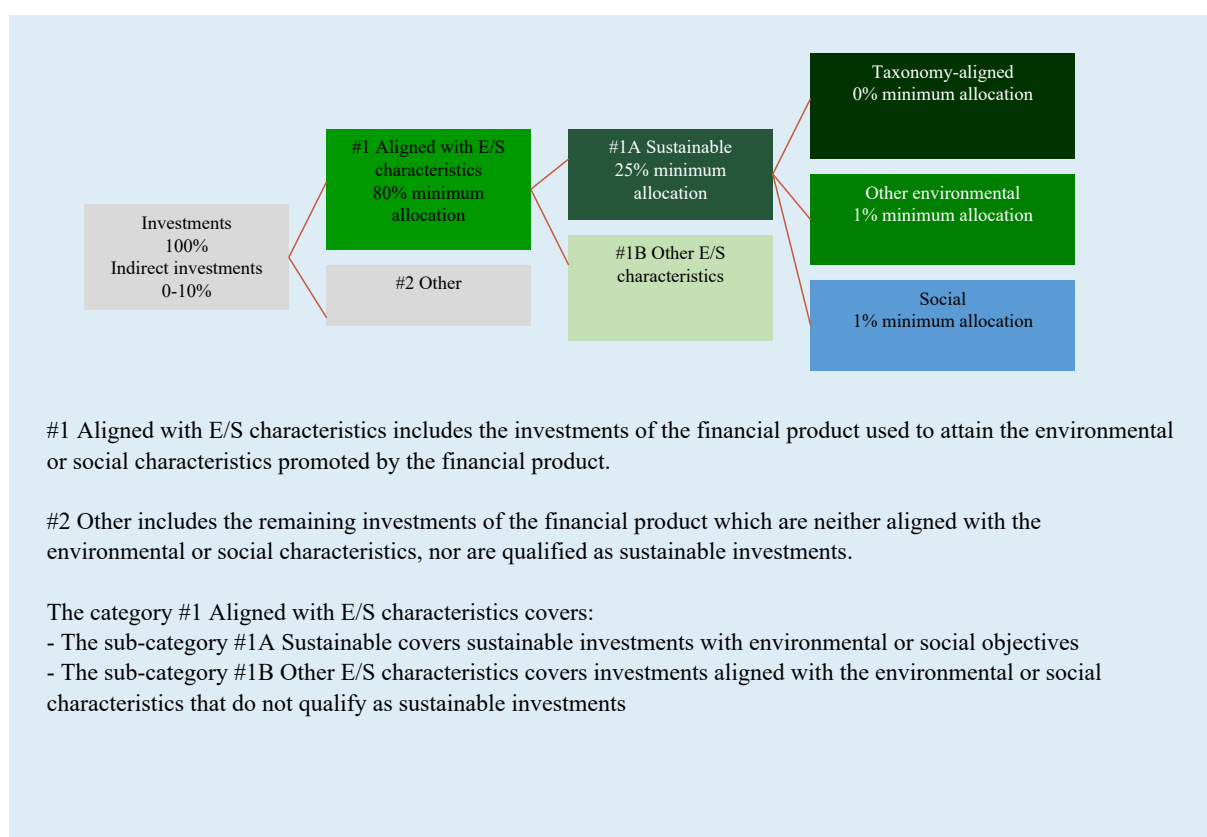 Investments
100%
Indirect investments
0-10%
#1 Aligned with E/S
characteristics
80% minimum
allocation
#2 Other
#1A Sustainable
25% minimum
allocation
#1B Other E/S
characteristics
Taxonomy-aligned
0% minimum allocation
Other environmental
1% minimum allocation
Social
1% minimum allocation
#1 Aligned with E/S characteristics includes the investments of the financial product used to attain the environmental
or social characteristics promoted by the financial product.
#2 Other includes the remaining investments of the financial product which are neither aligned with the
environmental or social characteristics, nor are qualified as sustainable investments.
The category #1 Aligned with E/S characteristics covers:
- The sub-category #1A Sustainable covers sustainable investments with environmental or social objectives
- The sub-category #1B Other E/S characteristics covers investments aligned with the environmental or social
characteristics that do not qualify as sustainable investments